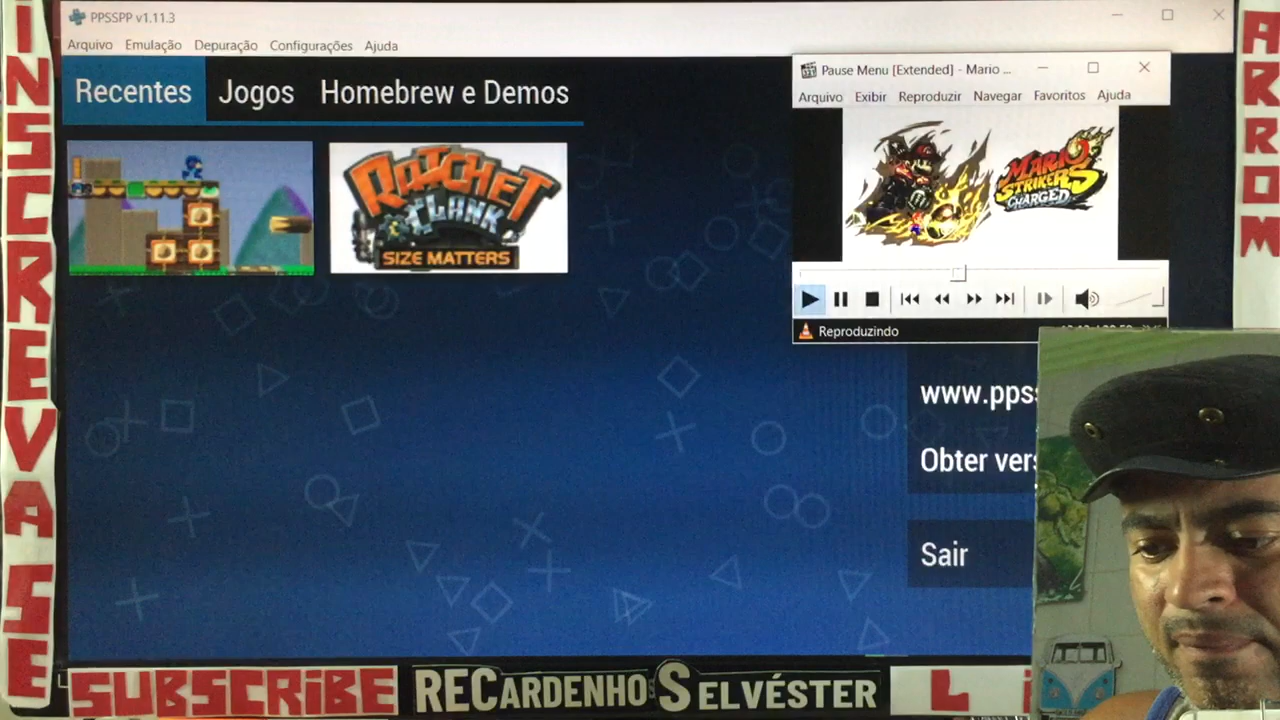 INSCREVA SE
PPSSPP v1.11.3
Arquivo Emulação Depuração Configurações Ajuda
Recentes Jogos Homebrew e Demos
RATCHET
CLANK
SIZE MATTERS
Pause Menu [Extended] - Mario ...
Arquivo Exibir Reproduzir Navegar Favoritos Ajuda
MARIO
STRIKERS
CHARGED
Reproduzindo
www.pps
Obter vers
Sair
ARROM
SUBSCRiBE
RECARDENHO SELVÉSTER
L i